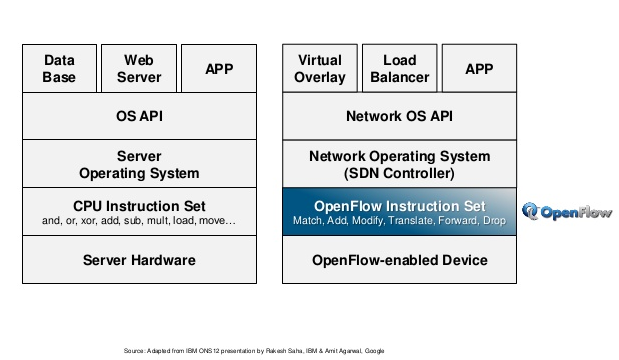 Data
Base
Web
Server
APP
OS API
Server
Operating System
CPU Instruction Set
and, or, xor, add, sub, mult, load, move…
Server Hardware
Virtual
Overlay
Load
Balancer
APP
Network OS API
Network Operating System
(SDN Controller)
OpenFlow Instruction Set
Match, Add, Modify, Translate, Forward, Drop
OpenFlow
OpenFlow-enabled Device
Source: Adapted from IBM ONS12 presentation by Rakesh Saha, IBM & Amit Agarwal, Google